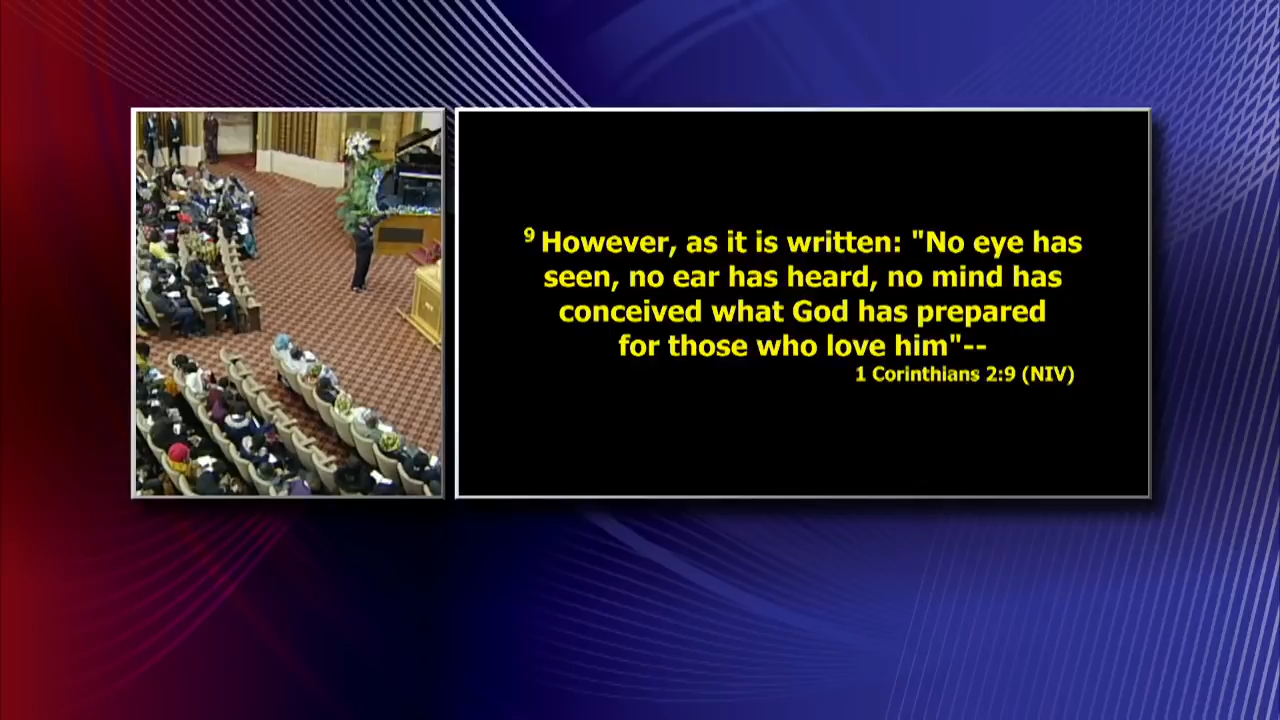 9 However, as it is written: "No eye has
seen, no ear has heard, no mind has
conceived what God has prepared
for those who love him"--
1 Corinthians 2:9 (NIV)